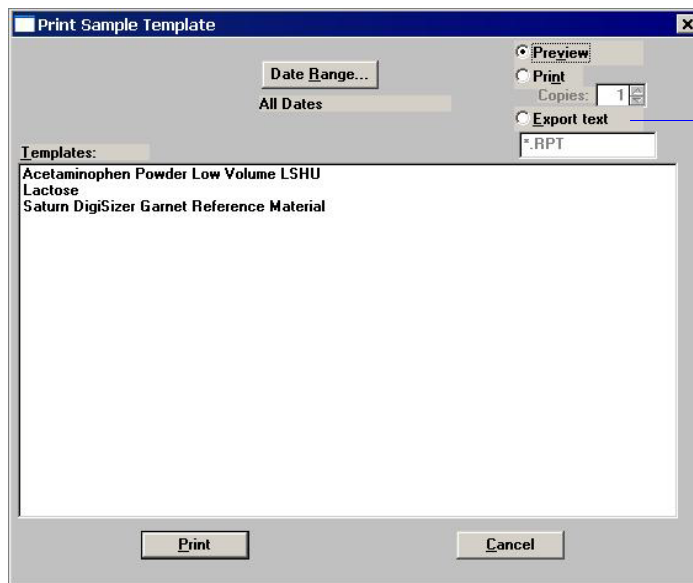 Print Sample Template
Date Range...
All Dates
Preview
Print
Copies: 1
Export text
*.RPT
Templates:
Acetaminophen Powder Low Volume LSHU
Lactose
Saturn DigiSizer Garnet Reference Material
Print
Cancel